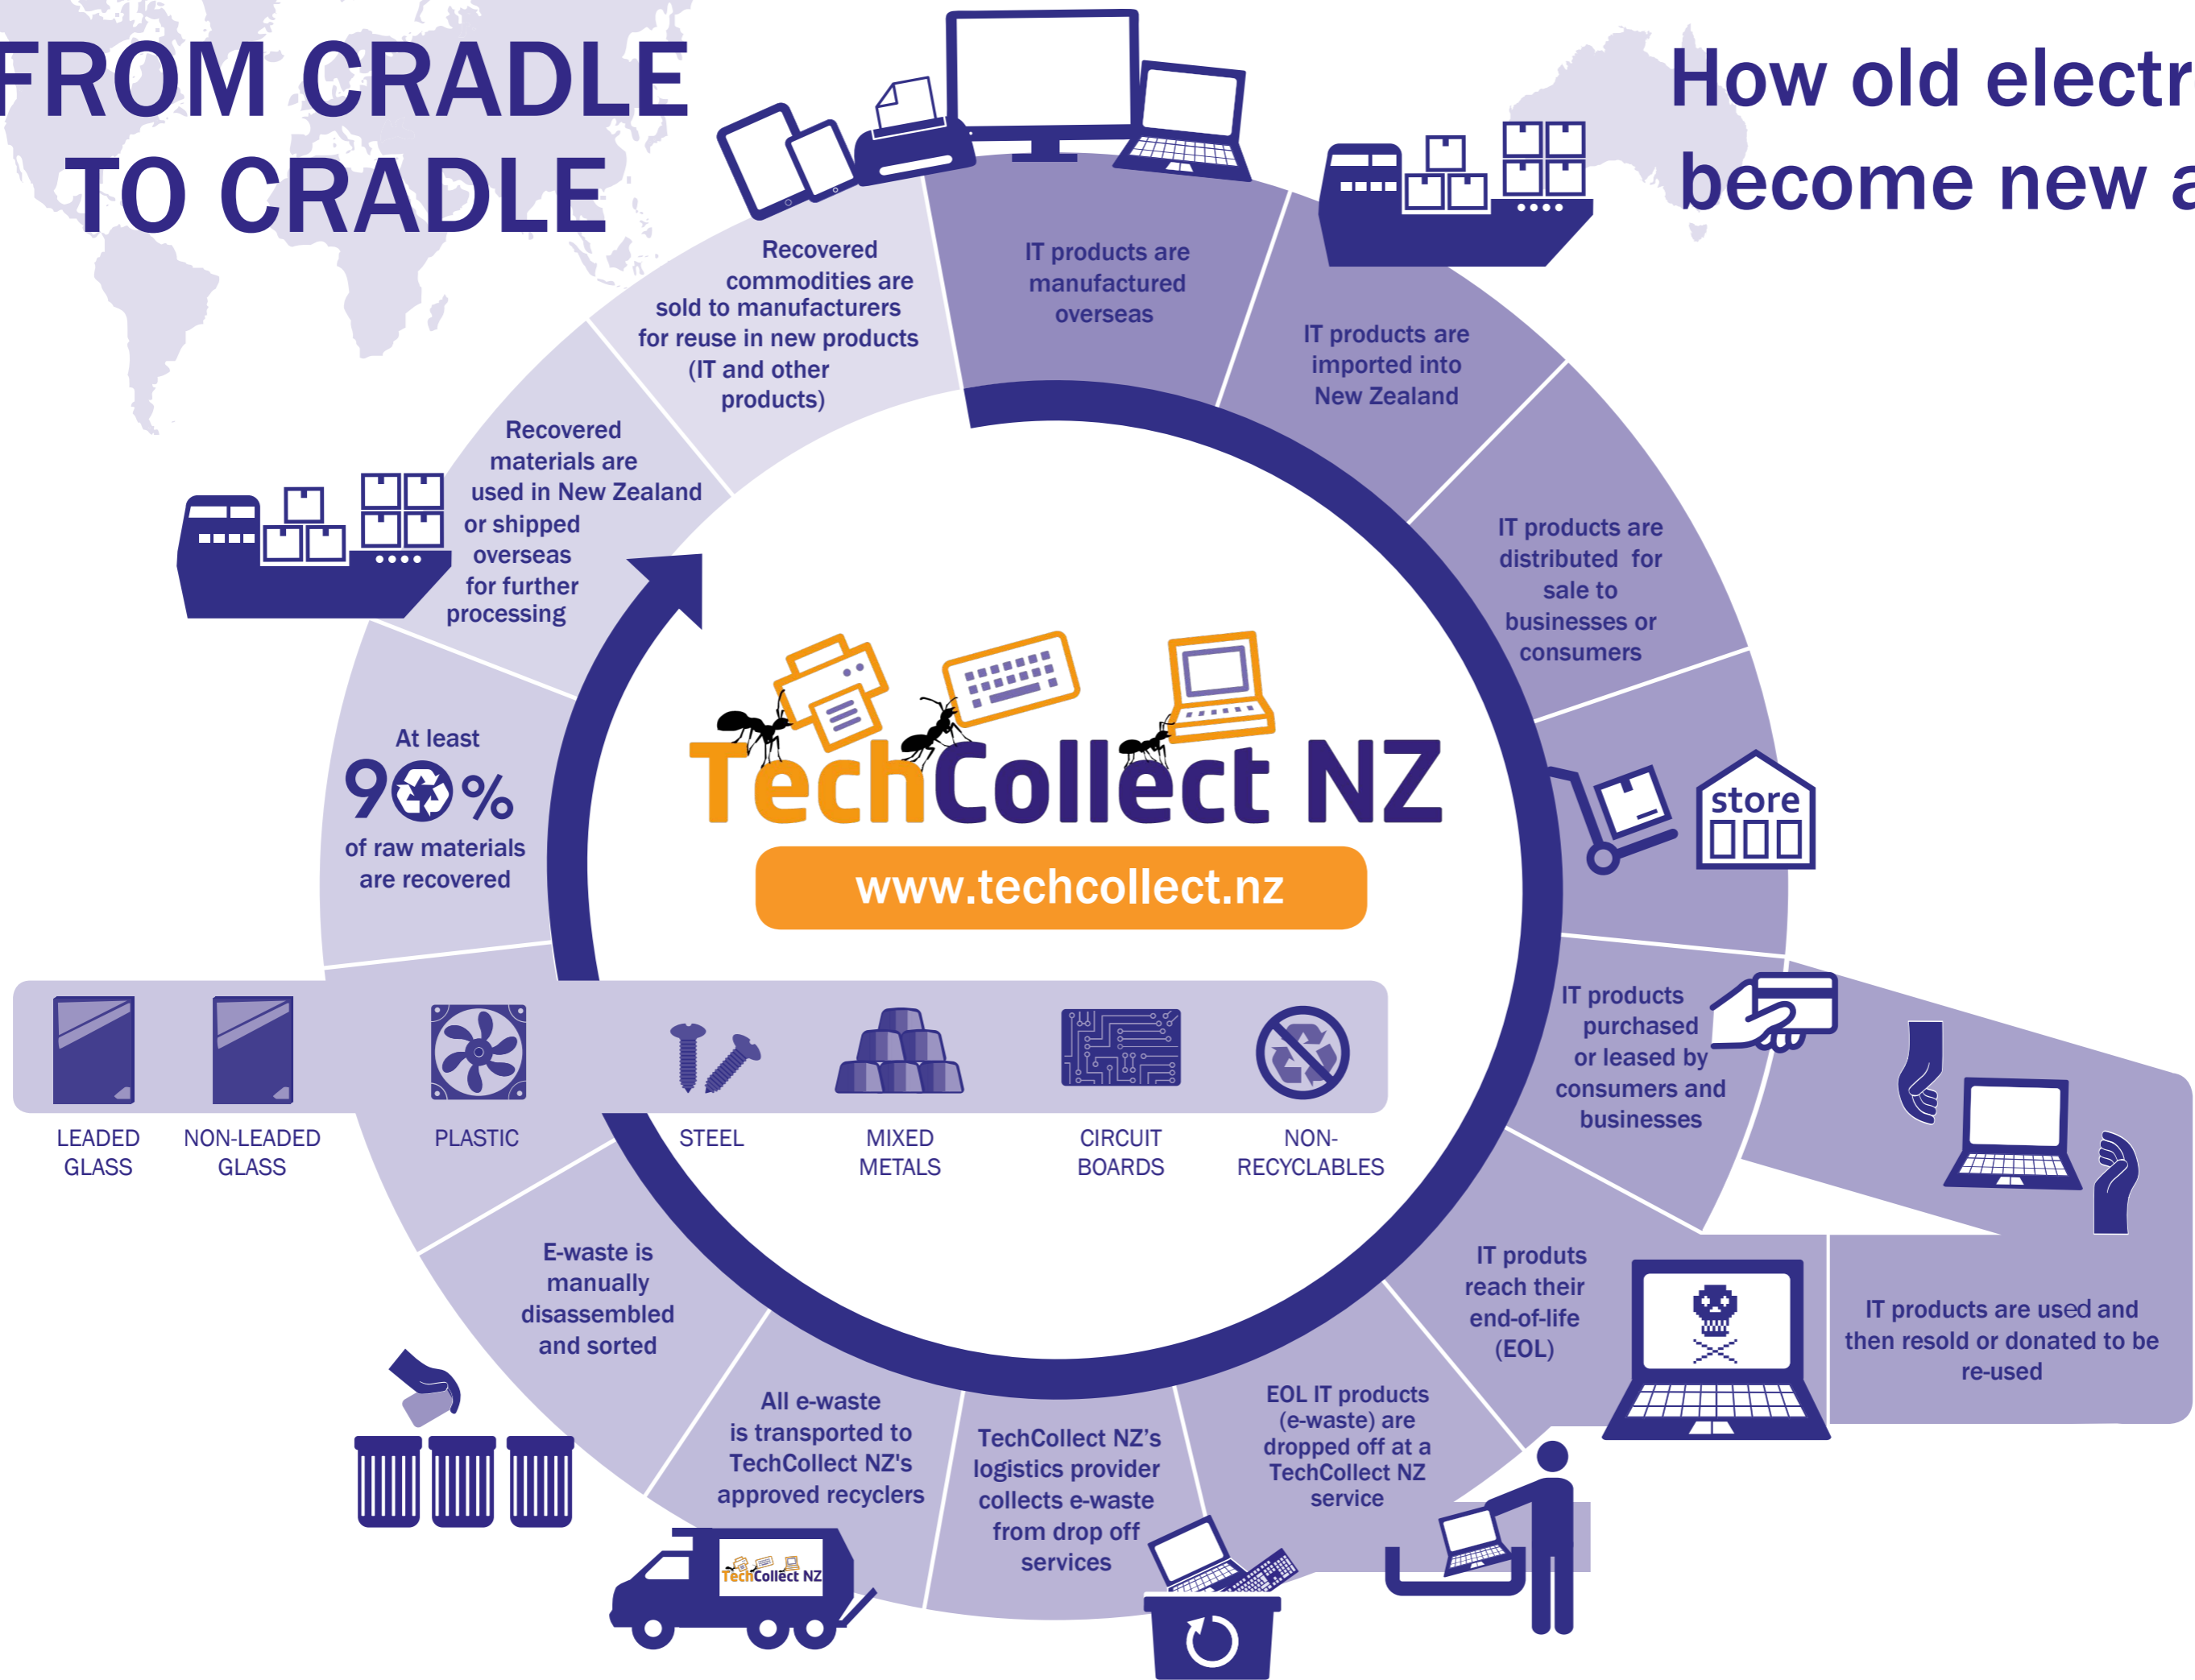 FROM CRADLE
TO CRADLE
How old electr
become new a
IT products are
manufactured
overseas
IT products are
imported into
New Zealand
IT products are
distributed for
sale to
businesses or
consumers
store
IT products
purchased
or leased by
consumers and
businesses
IT products are used and
then resold or donated to be
re-used
IT produts
reach their
end-of-life
(EOL)
EOL IT products
(e-waste) are
dropped off at a
TechCollect NZ
service
TechCollect NZ’s
logistics provider
collects e-waste
from drop off
services
All e-waste
is transported to
TechCollect NZ's
approved recyclers
TechCollect NZ
E-waste is
manually
disassembled
and sorted
LEADED
GLASS
NON-LEADED
GLASS
PLASTIC
STEEL
MIXED
METALS
CIRCUIT
BOARDS
NON-
RECYCLABLES
At least
90%
of raw materials
are recovered
Recovered
materials are
used in New Zealand
or shipped
overseas
for further
processing
Recovered
commodities are
sold to manufacturers
for reuse in new products
(IT and other
products)
TechCollect NZ
www.techcollect.nz